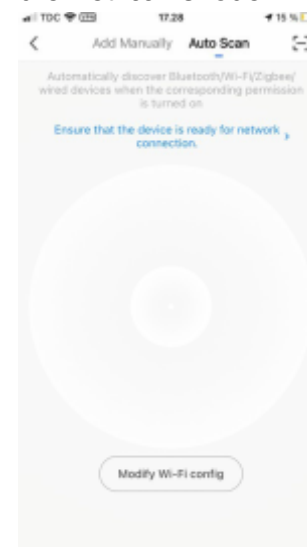 TDC 17.28 15 %
Add Manually Auto Scan
Automatically discover Bluetooth/Wi-Fi/Zigbee/
wired devices when the corresponding permission
is turned on
Ensure that the device is ready for network
connection.
Modify Wi-Fi config